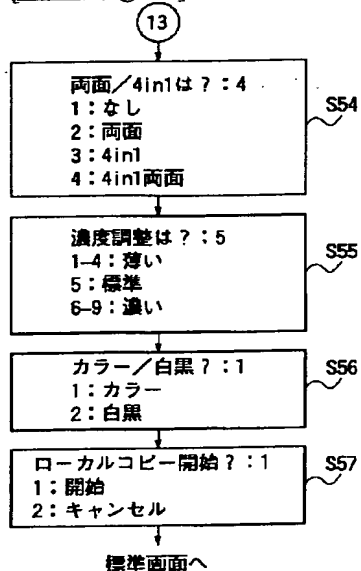 13
両面/4in1は?:4
1:なし
2:両面
3:4in1
4:4in1両面
S54
濃度調整は?:5
1-4:薄い
5:標準
6-9:濃い
S55
カラー/白黒?:1
1:カラー
2:白黒
S56
ローカルコピー開始?:1
1:開始
2:キャンセル
S57
標準画面へ